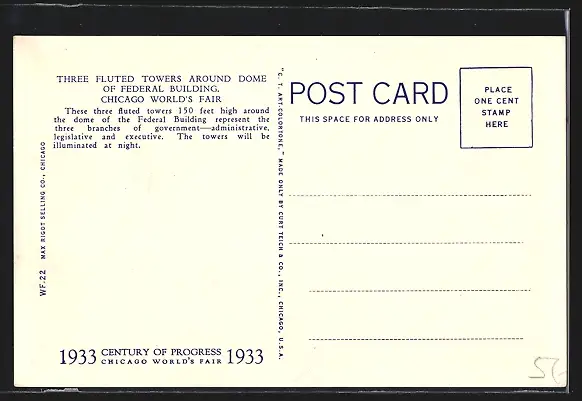 THREE FLUTED TOWERS AROUND DOME
OF FEDERAL BUILDING,
CHICAGO WORLD'S FAIR
These three fluted towers 150 feet high around
the dome of the Federal Building represent the
three branches of government—administrative,
legislative and executive. The towers will be
illuminated at night.
WF.22 MAX RIGOT SELLING CO., CHICAGO
1933 CENTURY OF PROGRESS 1933
CHICAGO WORLD'S FAIR
"C. T. ART-COLORTONE," MADE ONLY BY CURT TEICH & CO., INC., CHICAGO, U.S.A.
POST CARD
THIS SPACE FOR ADDRESS ONLY
PLACE
ONE CENT
STAMP
HERE